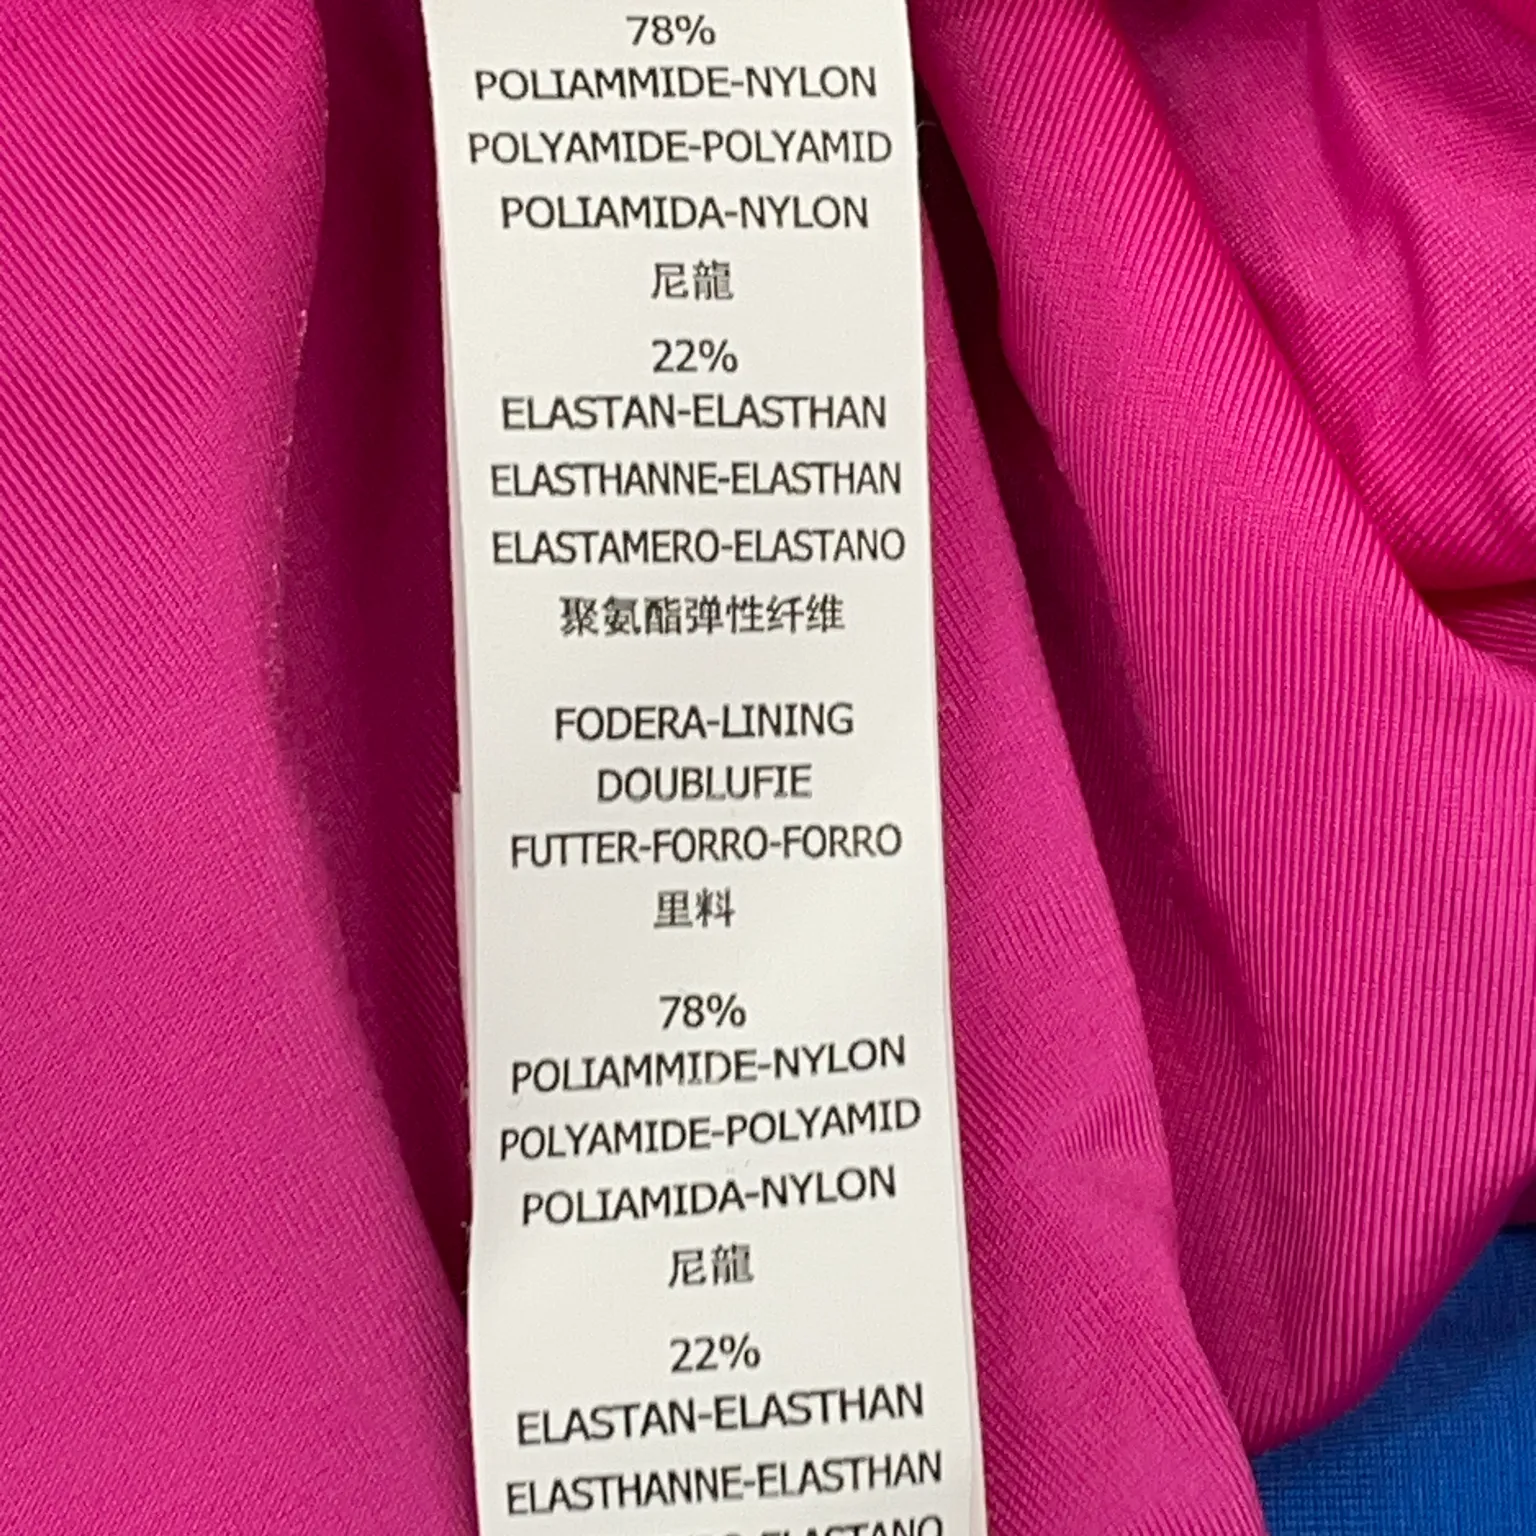 78%
POLIAMMIDE-NYLON
POLYAMIDE-POLYAMID
POLIAMIDA-NYLON
尼龍
22%
ELASTAN-ELASTHAN
ELASTHANNE-ELASTHAN
ELASTAMERO-ELASTANO
聚氨酯弹性纤维
FODERA-LINING
DOUBLUFIE
FUTTER-FORRO-FORRO
里料
78%
POLIAMMIDE-NYLON
POLYAMIDE-POLYAMID
POLIAMIDA-NYLON
尼龍
22%
ELASTAN-ELASTHAN
ELASTHANNE-ELASTHAN
ELASTANO